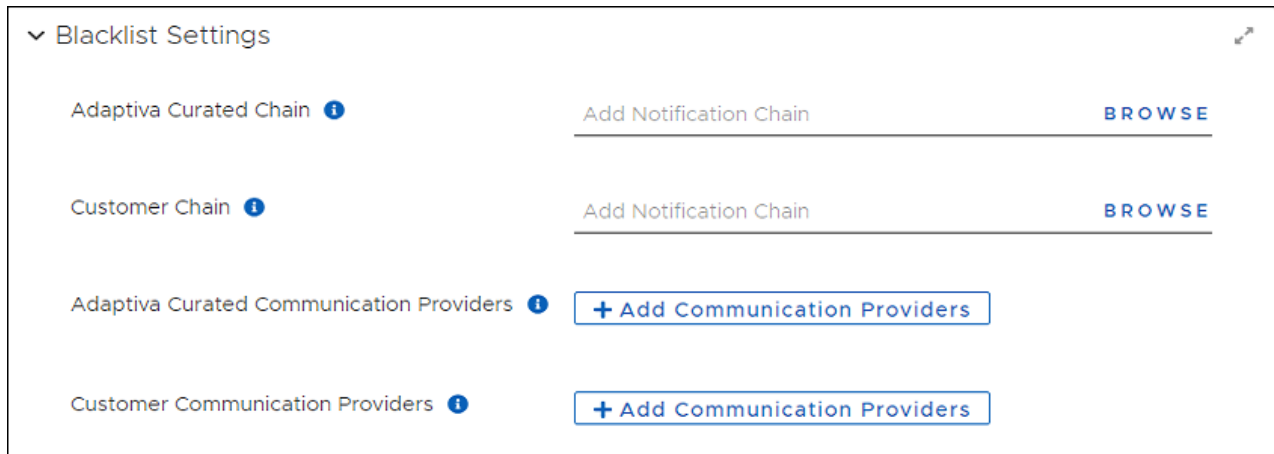 Blacklist Settings
Adaptiva Curated Chain Add Notification Chain BROWSE
Customer Chain Add Notification Chain BROWSE
Adaptiva Curated Communication Providers + Add Communication Providers
Customer Communication Providers + Add Communication Providers